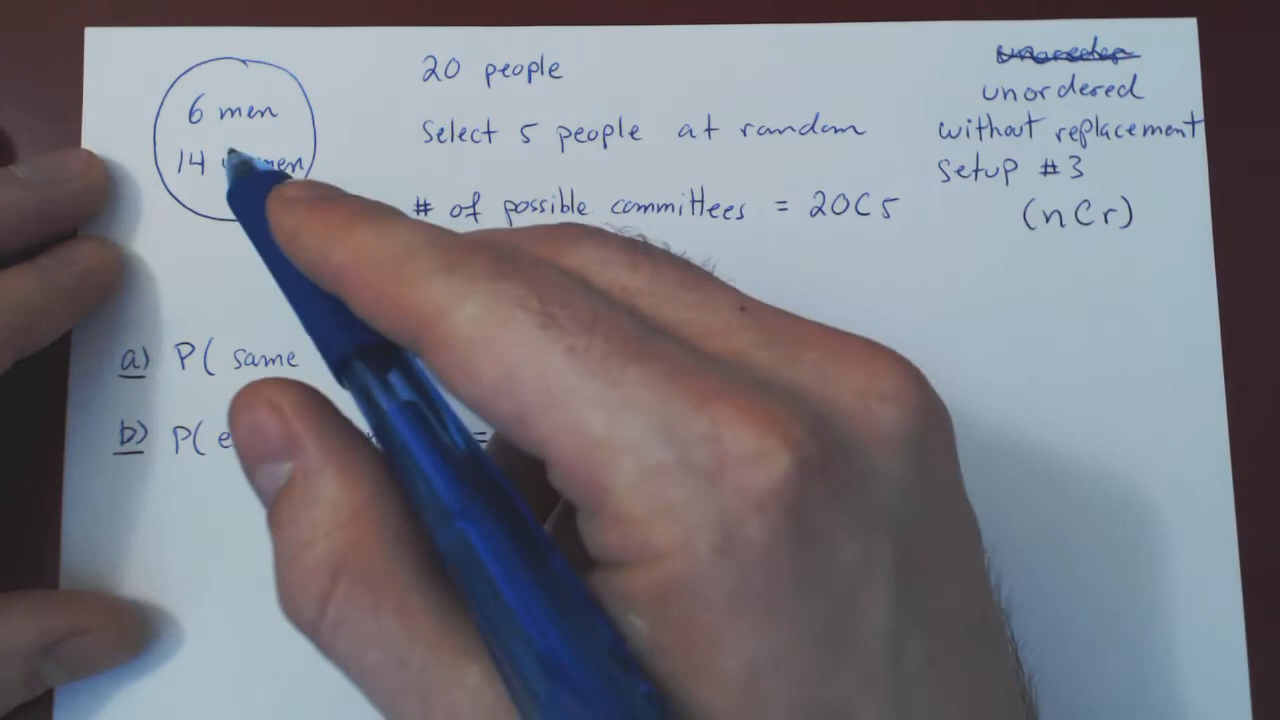 6 men
14
20 people
Select 5 people at random
# of possible committees = 20C5
unordered
without replacement
setup #3
(nCr)
a) P( same
b) P( =